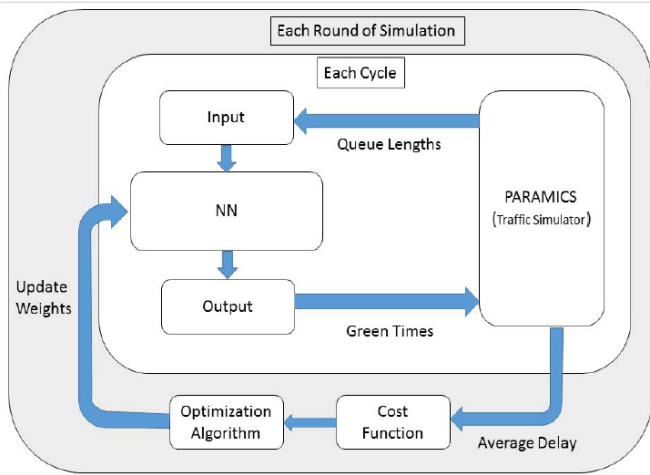 Each Round of Simulation
Each Cycle
Input
Queue Lengths
PARAMICS
(Traffic Simulator)
NN
Update
Weights
Output
Green Times
Optimization
Algorithm
Cost
Function
Average Delay